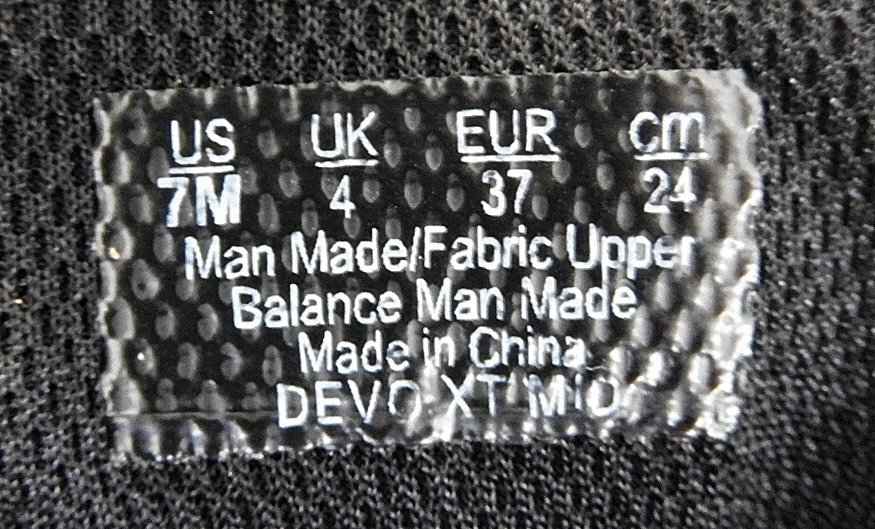 US UK EUR cm
7M 4 37 24
Man Made/Fabric Upper
Balance Man Made
Made in China
DEVO XT MID